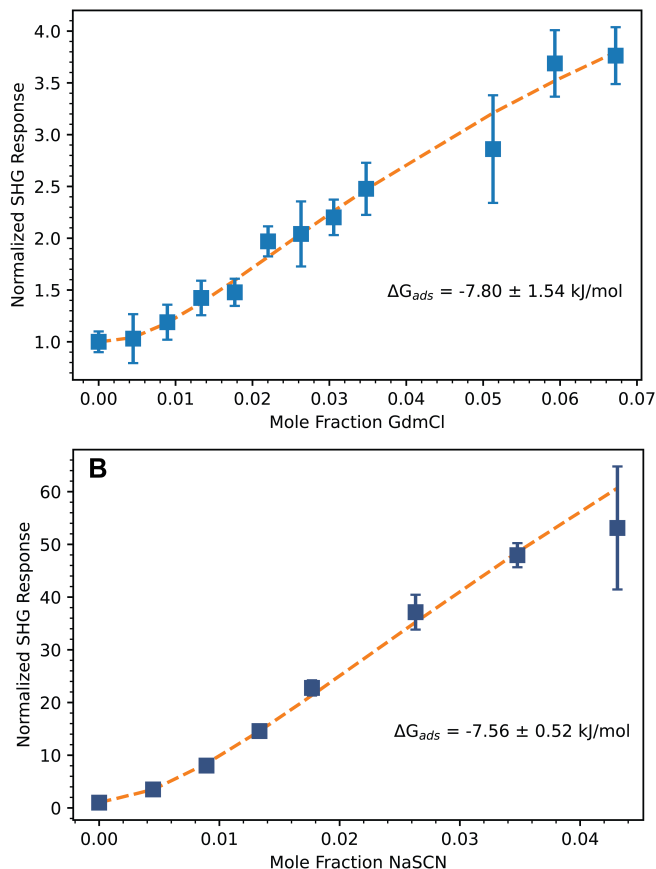 Normalized SHG Response
4.0
3.5
3.0
2.5
2.0
1.5
1.0
ΔGads = -7.80 ± 1.54 kJ/mol
0.00 0.01 0.02 0.03 0.04 0.05 0.06 0.07
Mole Fraction GdmCl
B
Normalized SHG Response
60
50
40
30
20
10
0
ΔGads = -7.56 ± 0.52 kJ/mol
0.00 0.01 0.02 0.03 0.04
Mole Fraction NaSCN